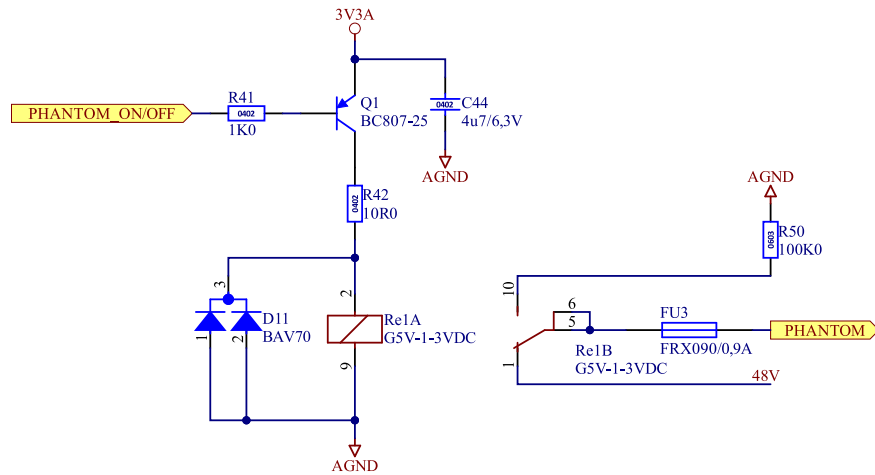 3V3A
PHANTOM_ON/OFF
R41
0402
1K0
Q1
BC807-25
0402
C44
4u7/6,3V
AGND
R42
0402
10R0
AGND
R50
0603
100K0
3
D11
BAV70
1
2
2
Re1A
G5V-1-3VDC
9
AGND
10
6
5
1
Re1B
G5V-1-3VDC
FU3
FRX090/0,9A
PHANTOM
48V